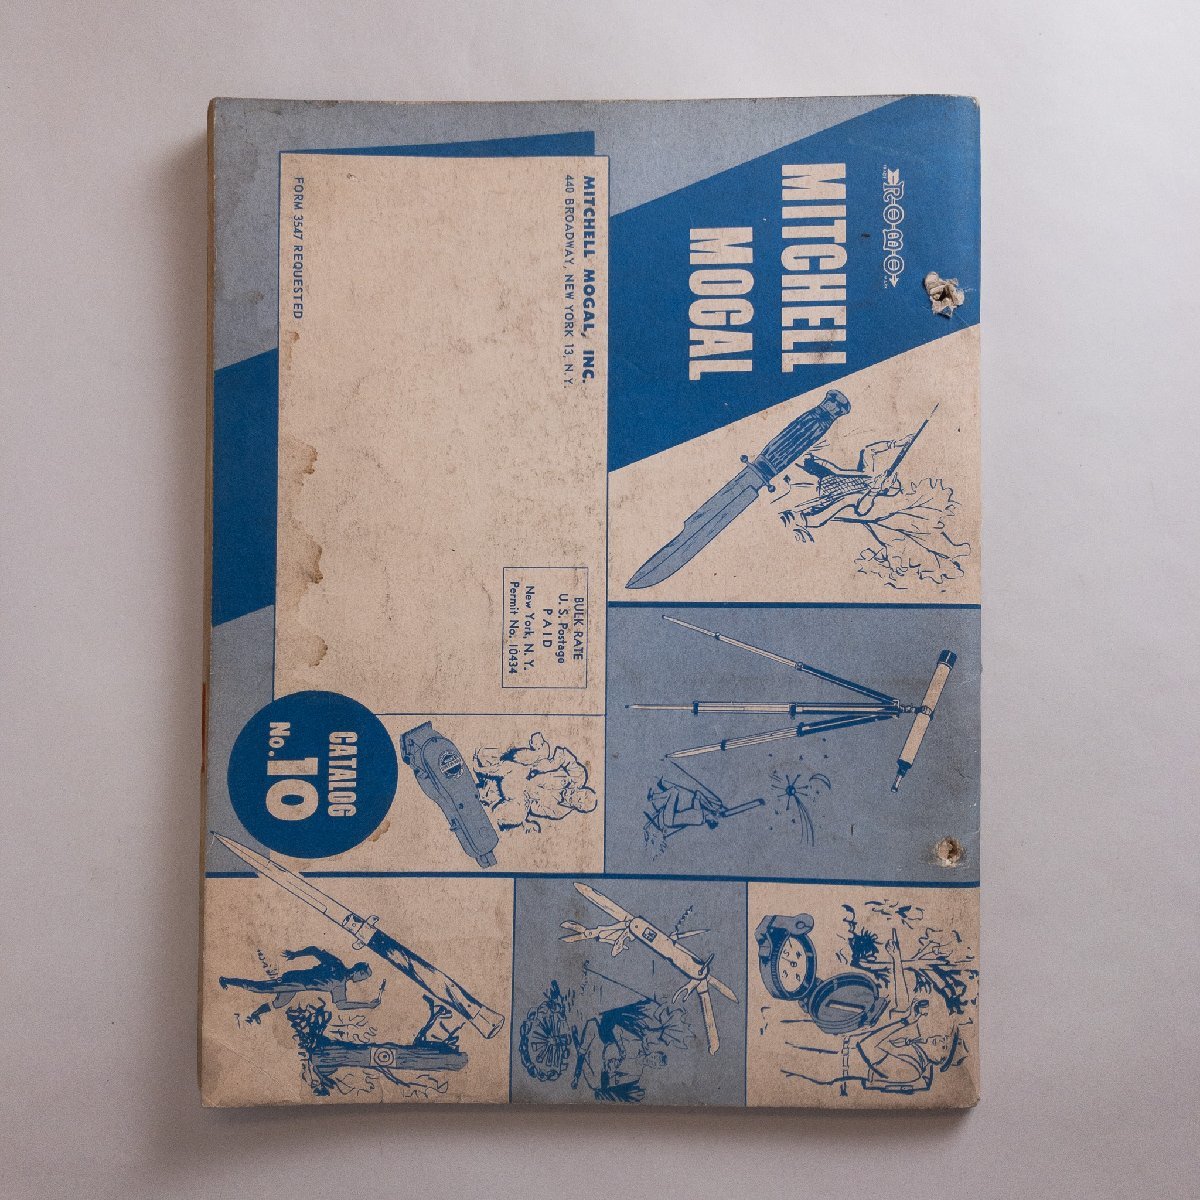 ROMO
MITCHELL
MOGAL
MITCHELL MOGAL, INC.
440 BROADWAY, NEW YORK 13, N.Y.
FORM 3547 REQUESTED
BULK RATE
U. S. Postage
PAID
New York, N. Y.
Permit No. 10434
CATALOG
No. 10